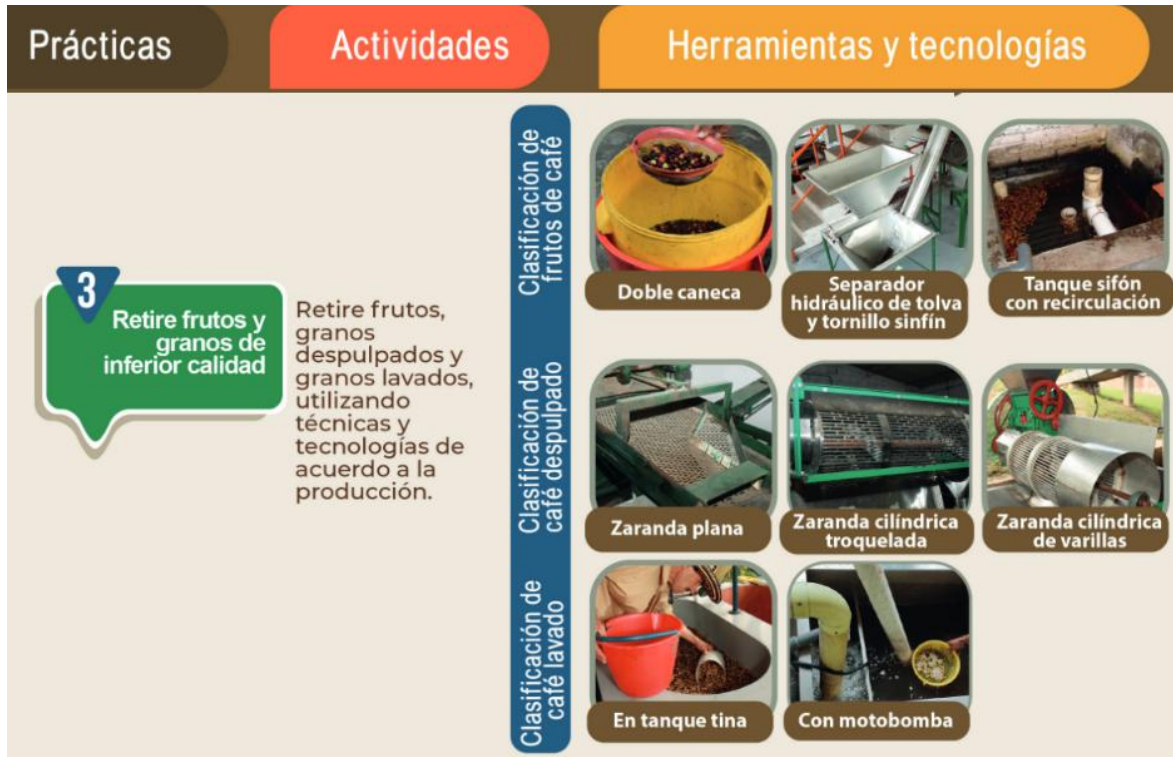 Prácticas
Actividades
Herramientas y tecnologías
3
Retire frutos y
granos de
inferior calidad
Retire frutos,
granos
despulpados y
granos lavados,
utilizando
técnicas y
tecnologías de
acuerdo a la
producción.
Clasificación de
frutos de café
Doble caneca
Separador
hidráulico de tolva
y tornillo sinfín
Tanque sifón
con recirculación
Clasificación de
café despulpado
Zaranda plana
Zaranda cilíndrica
troquelada
Zaranda cilíndrica
de varillas
Clasificación de
café lavado
En tanque tina
Con motobomba